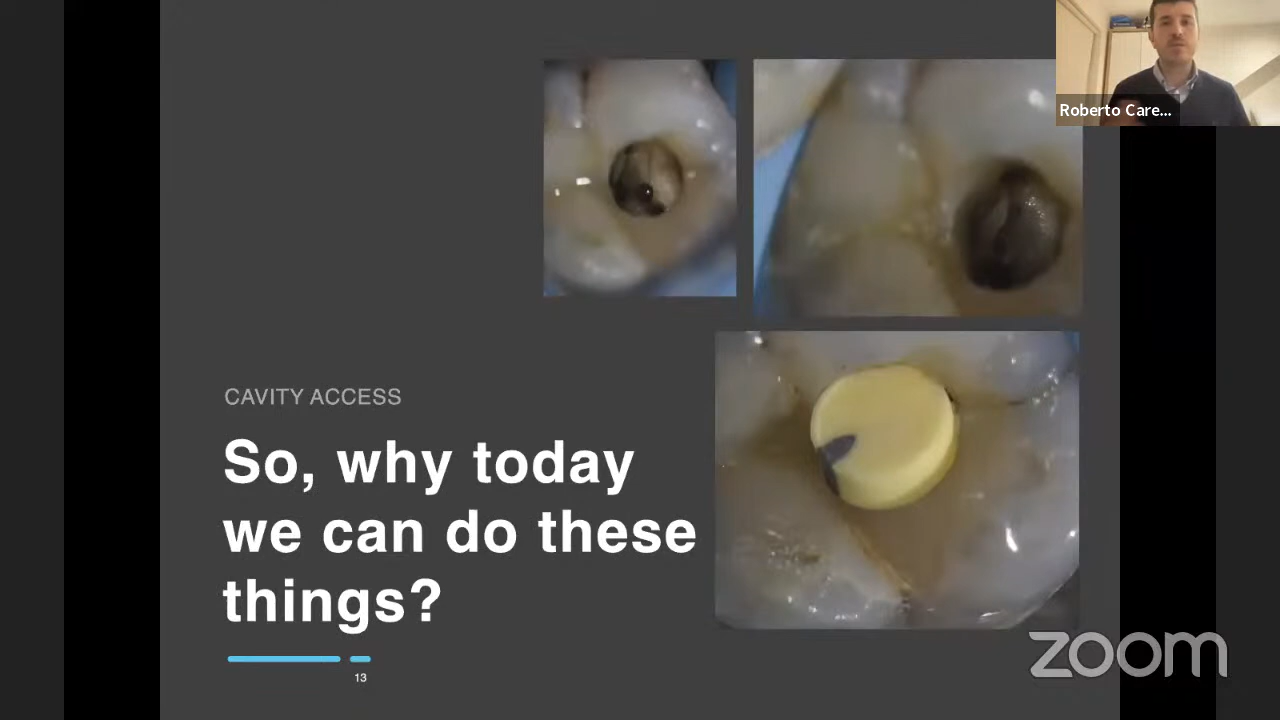 Roberto Care...
CAVITY ACCESS
So, why today
we can do these
things?
13
zoom